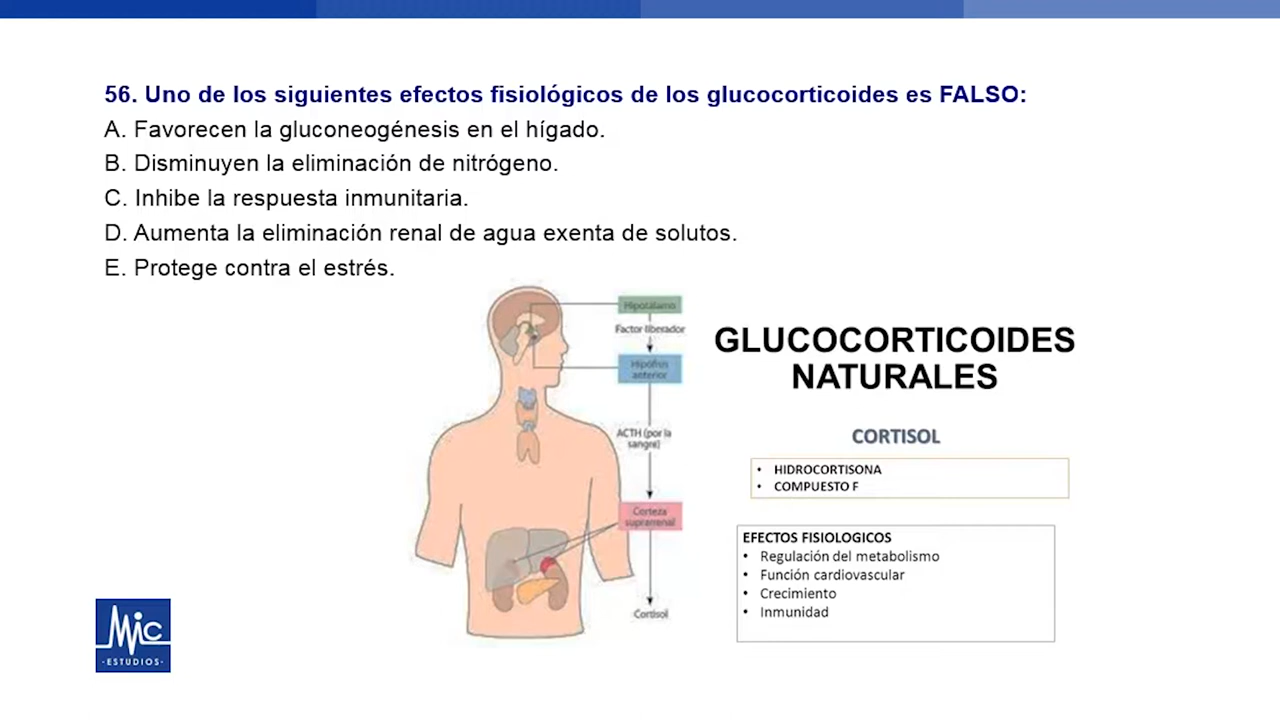 56. Uno de los siguientes efectos fisiológicos de los glucocorticoides es FALSO:
A. Favorecen la gluconeogénesis en el hígado.
B. Disminuyen la eliminación de nitrógeno.
C. Inhibe la respuesta inmunitaria.
D. Aumenta la eliminación renal de agua exenta de solutos.
E. Protege contra el estrés.
Hipotálamo
Factor liberador
Hipófisis
anterior
ACTH (por la
sangre)
Corteza
suprarrenal
Cortisol
GLUCOCORTICOIDES
NATURALES
CORTISOL
• HIDROCORTISONA
• COMPUESTO F
EFECTOS FISIOLOGICOS
• Regulación del metabolismo
• Función cardiovascular
• Crecimiento
• Inmunidad
MIC
·ESTUDIOS·